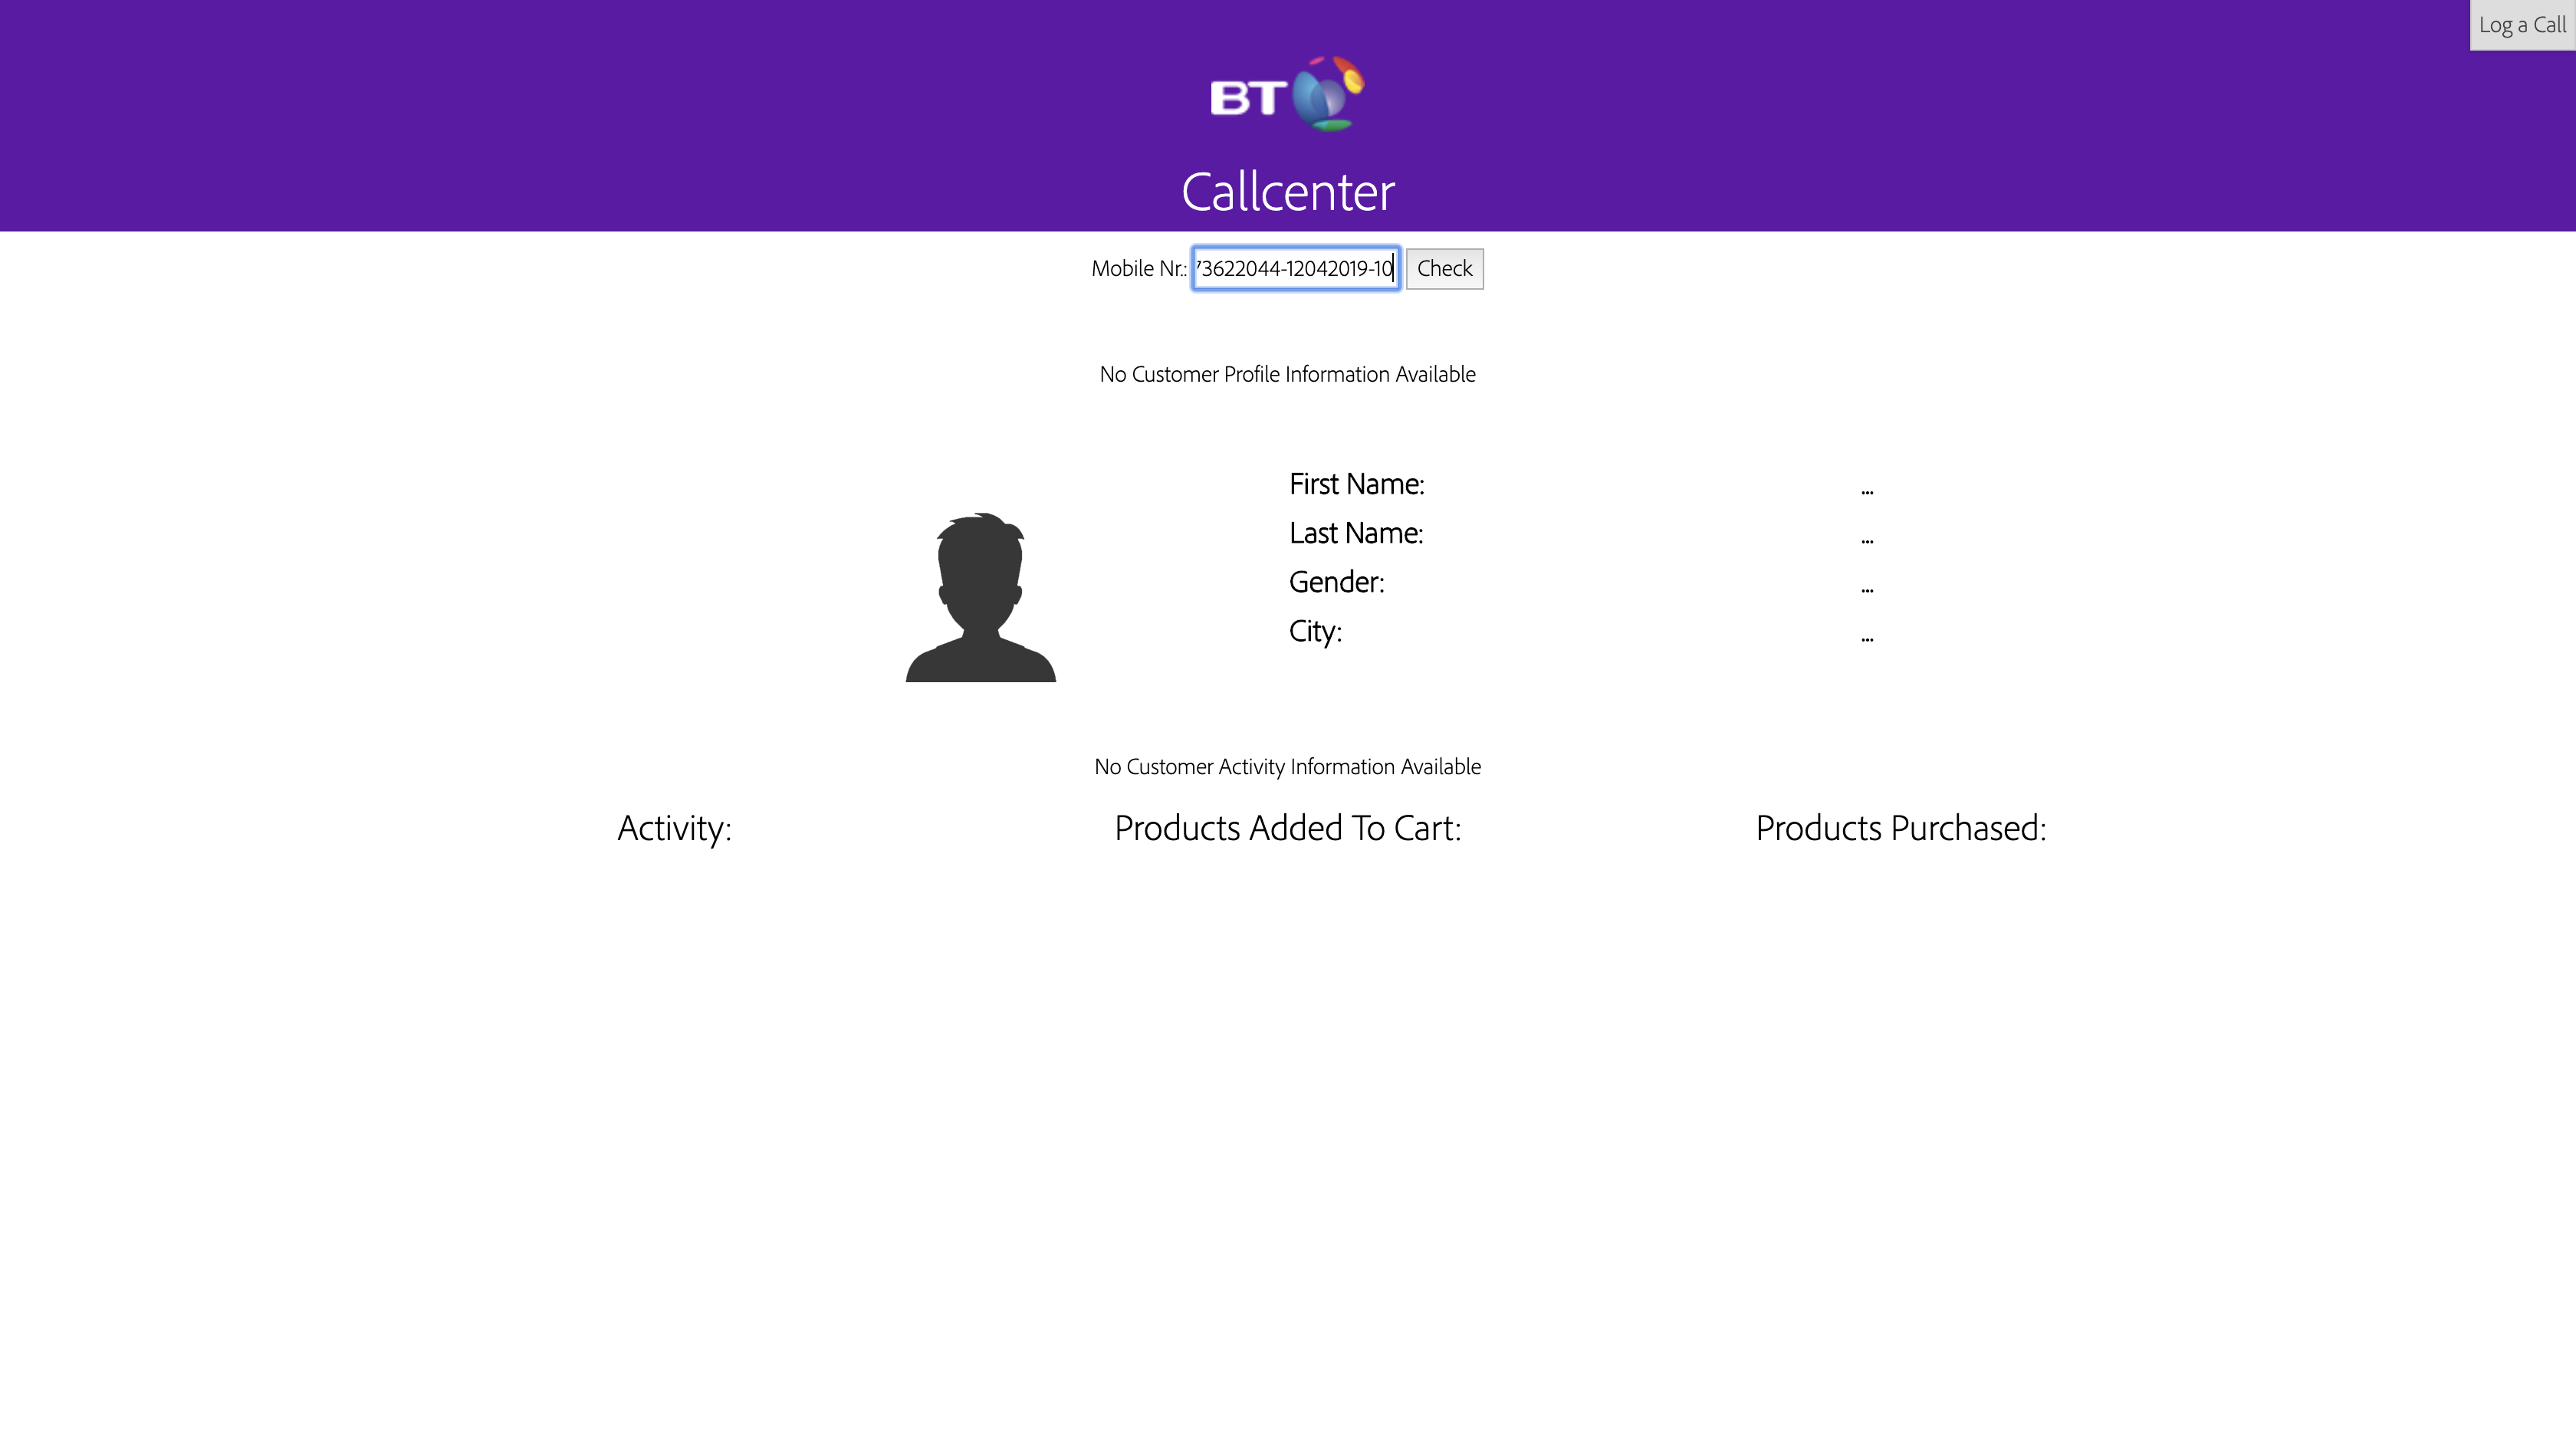 Log a Call
BT
Callcenter
Mobile Nr.: 73622044-12042019-10 Check
No Customer Profile Information Available
First Name: ...
Last Name: ...
Gender: ...
City: ...
No Customer Activity Information Available
Activity: Products Added To Cart: Products Purchased: